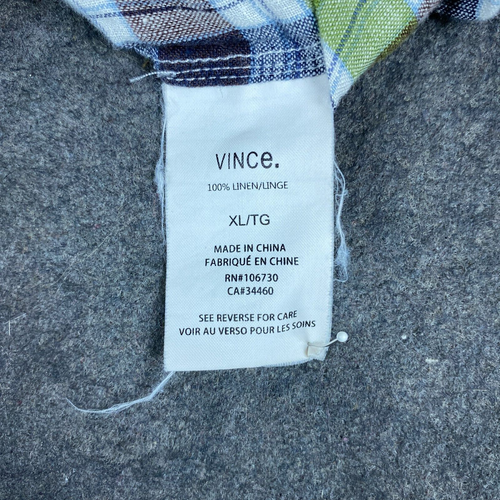 VINCe.
100% LINEN/LINGE
XL/TG
MADE IN CHINA
FABRIQUÉ EN CHINE
RN#106730
CA#34460
SEE REVERSE FOR CARE
VOIR AU VERSO POUR LES SOINS